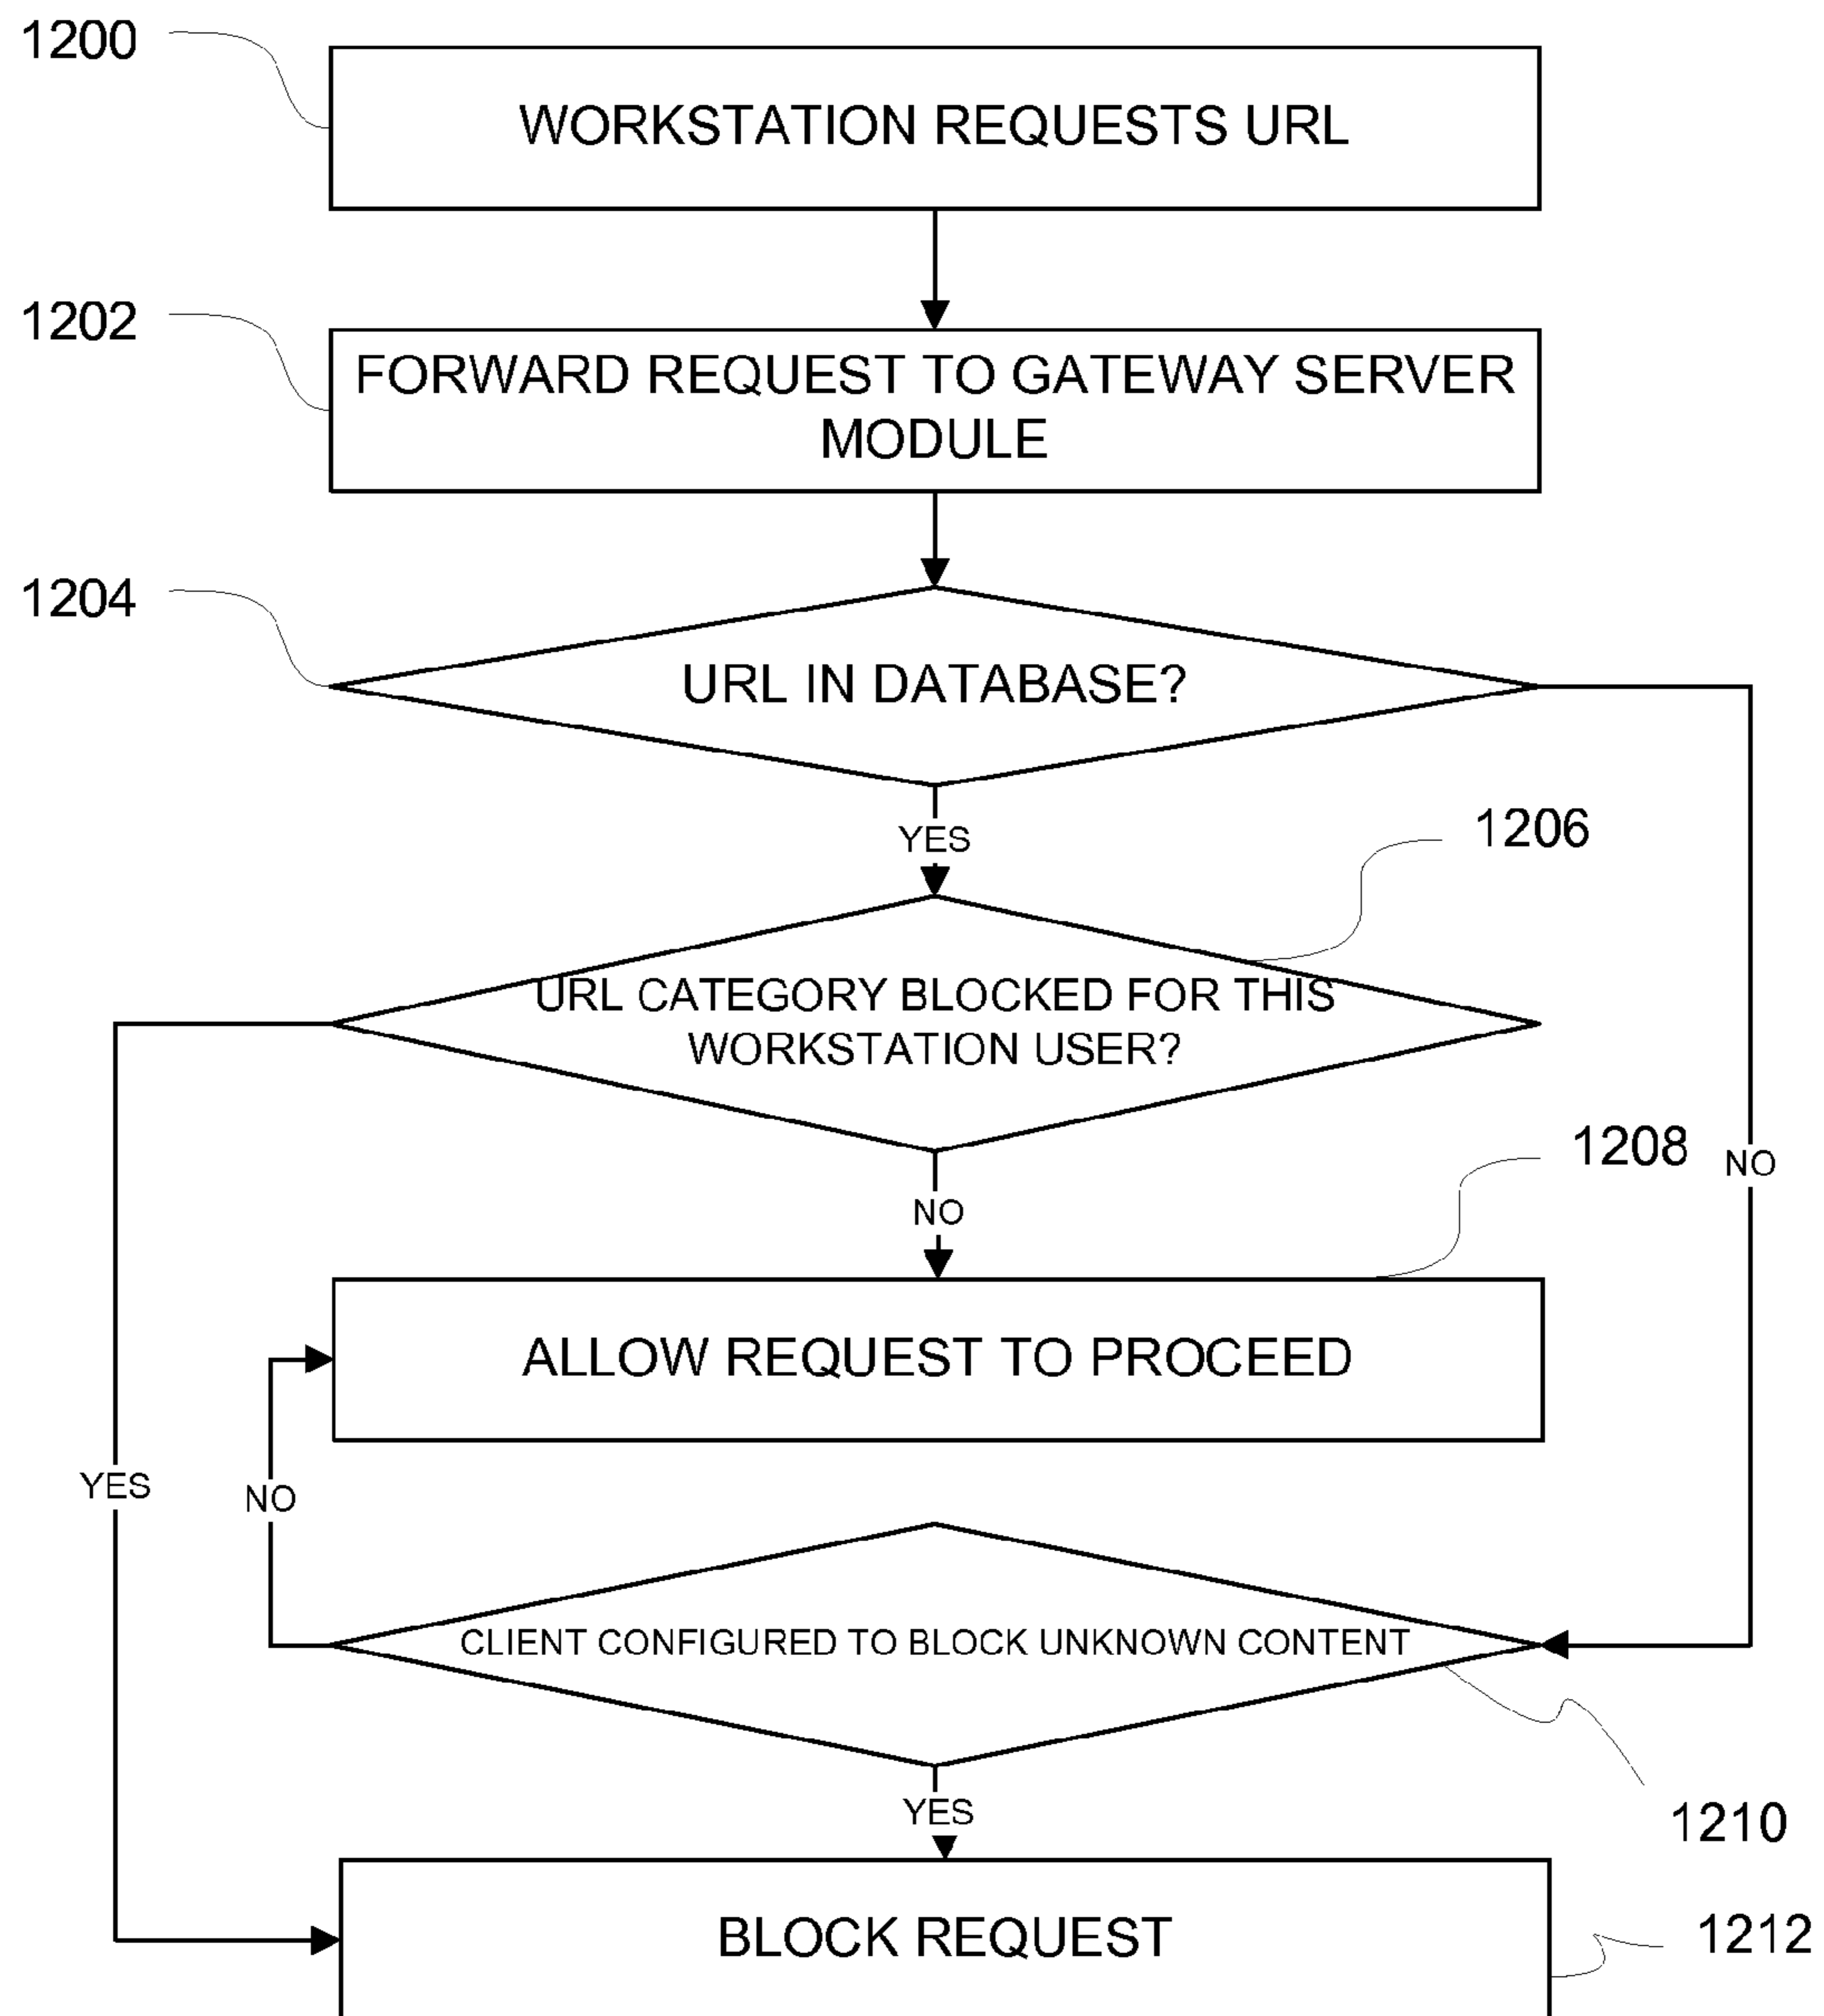 1200
WORKSTATION REQUESTS URL
1202
FORWARD REQUEST TO GATEWAY SERVER
MODULE
1204
URL IN DATABASE?
YES
1206
URL CATEGORY BLOCKED FOR THIS
WORKSTATION USER?
1208
NO
NO
ALLOW REQUEST TO PROCEED
YES
NO
CLIENT CONFIGURED TO BLOCK UNKNOWN CONTENT
YES
1210
BLOCK REQUEST
1212